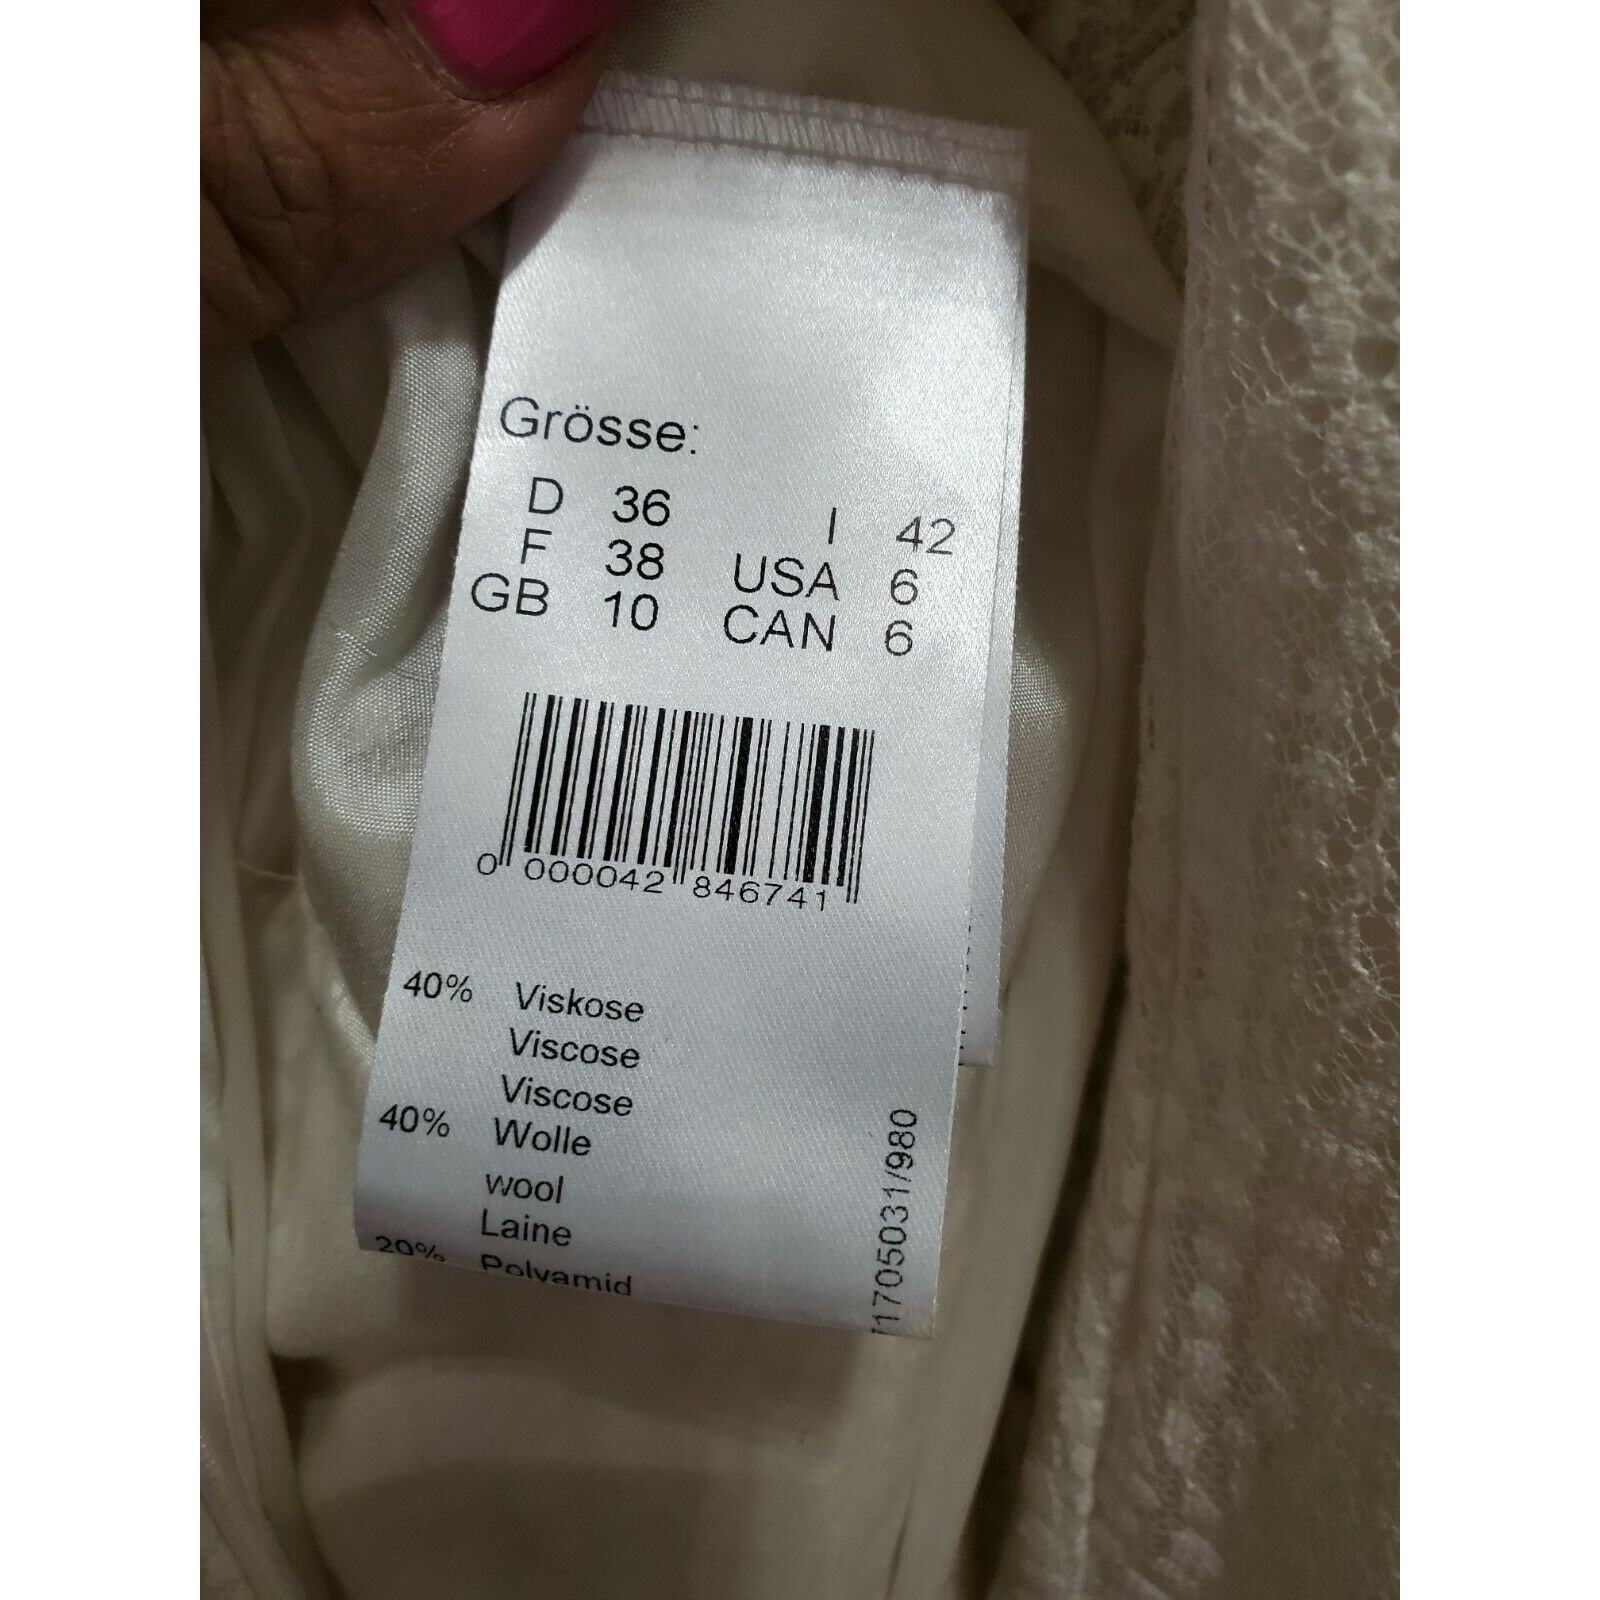 Grösse:
D 36 I 42
F 38 USA 6
GB 10 CAN 6
0 000042 846741
40% Viskose
Viscose
Viscose
40% Wolle
wool
Laine
20% Polyamid
1705031/980